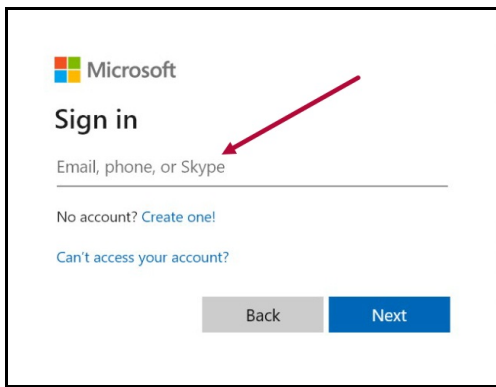 Microsoft
Sign in
Email, phone, or Skype
No account? Create one!
Can't access your account?
Back Next